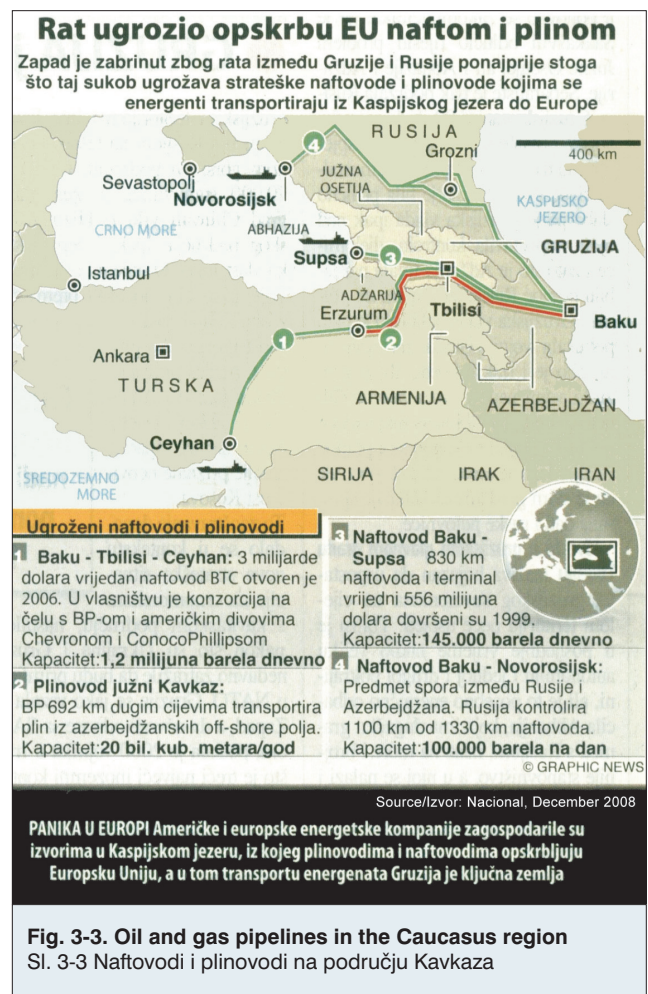 Rat ugrozio opskrbu EU naftom i plinom
Zapad je zabrinut zbog rata između Gruzije i Rusije ponajprije stoga
što taj sukob ugrožava strateške naftovode i plinovode kojima se
energenti transportiraju iz Kaspijskog jezera do Europe
RUSIJA
Grozni
400 km
4
Sevastopolj
Novorosijsk
JUŽNA
OSETIJA
KASPIJSKO
JEZERO
CRNO MORE
ABHAZIJA
GRUZIJA
Supsa
3
Istanbul
ADŽARIJA
Erzurum
Tbilisi
Baku
1
2
Ankara
TURSKA
ARMENIJA
AZERBEJDŽAN
Ceyhan
SREDOZEMNO
MORE
SIRIJA
IRAK
IRAN
Ugroženi naftovodi i plinovodi
1 Baku - Tbilisi - Ceyhan: 3 milijarde
dolara vrijedan naftovod BTC otvoren je
2006. U vlasništvu je konzorcija na
čelu s BP-om i američkim divovima
Chevronom i ConocoPhillipsom
Kapacitet:1,2 milijuna barela dnevno
2 Plinovod južni Kavkaz:
BP 692 km dugim cijevima transportira
plin iz azerbejdžanskih off-shore polja.
Kapacitet:20 bil. kub. metara/god
3 Naftovod Baku -
Supsa 830 km
naftovoda i terminal
vrijedni 556 milijuna
dolara dovršeni su 1999.
Kapacitet:145.000 barela dnevno
4 Naftovod Baku - Novorosijsk:
Predmet spora između Rusije i
Azerbejdžana. Rusija kontrolira
1100 km od 1330 km naftovoda.
Kapacitet:100.000 barela na dan
© GRAPHIC NEWS
Source/Izvor: Nacional, December 2008
PANIKA U EUROPI Američke i europske energetske kompanije zagospodarile su
izvorima u Kaspijskom jezeru, iz kojeg plinovodima i naftovodima opskrbljuju
Europsku Uniju, a u tom transportu energenata Gruzija je ključna zemlja
Fig. 3-3. Oil and gas pipelines in the Caucasus region
Sl. 3-3 Naftovodi i plinovodi na području Kavkaza